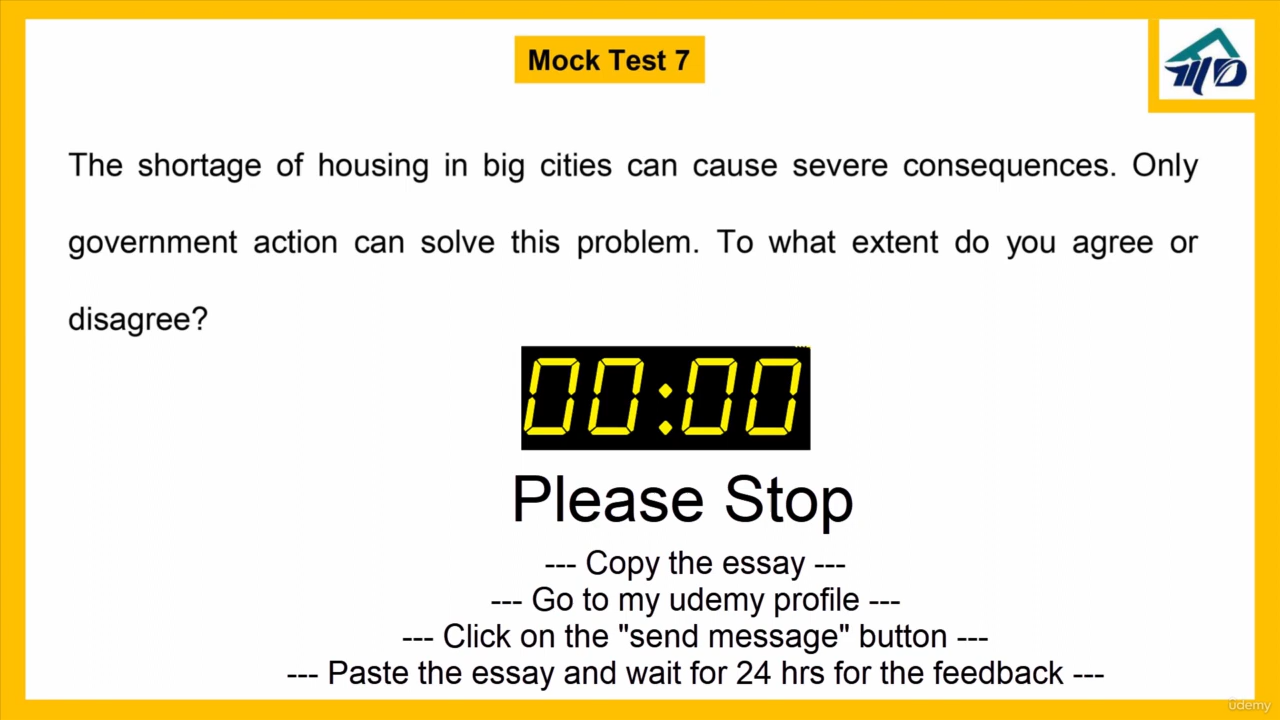 Mock Test 7
The shortage of housing in big cities can cause severe consequences. Only
government action can solve this problem. To what extent do you agree or
disagree?
00:00
Please Stop
--- Copy the essay ---
--- Go to my udemy profile ---
--- Click on the "send message" button ---
--- Paste the essay and wait for 24 hrs for the feedback ---
ûdemy